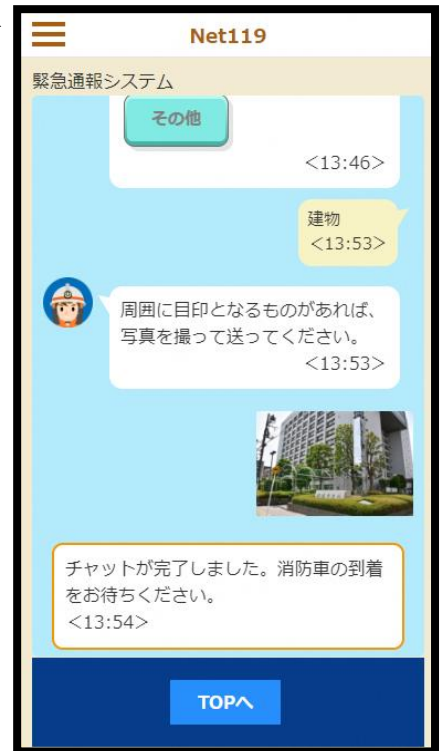 Net119
緊急通報システム
その他
<13:46>
建物
<13:53>
周囲に目印となるものがあれば、
写真を撮って送ってください。
<13:53>
チャットが完了しました。消防車の到着
をお待ちください。
<13:54>
TOPへ